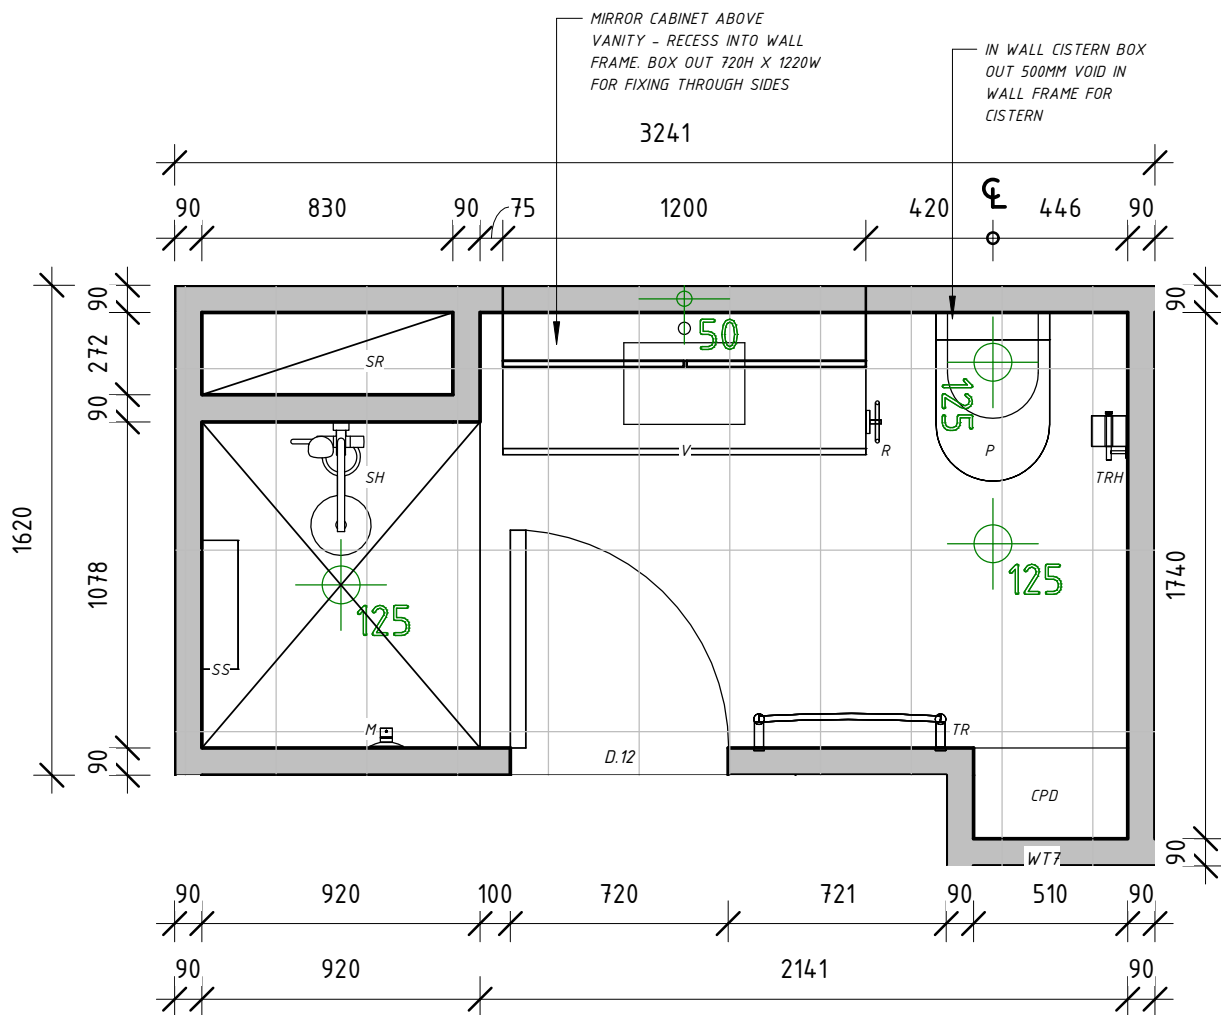 MIRROR CABINET ABOVE
VANITY - RECESS INTO WALL
FRAME. BOX OUT 720H X 1220W
FOR FIXING THROUGH SIDES
IN WALL CISTERN BOX
OUT 500MM VOID IN
WALL FRAME FOR
CISTERN
3241
90 830 90 75 1200 420 ℄ 446 90
90
272
90
1620
1078
90
90
1740
90
SR
50
125
SH
V
R
P
TRH
125
125
SS
M
D.12
TR
CPD
WT7
90 920 100 720 721 90 510 90
90 920 2141 90